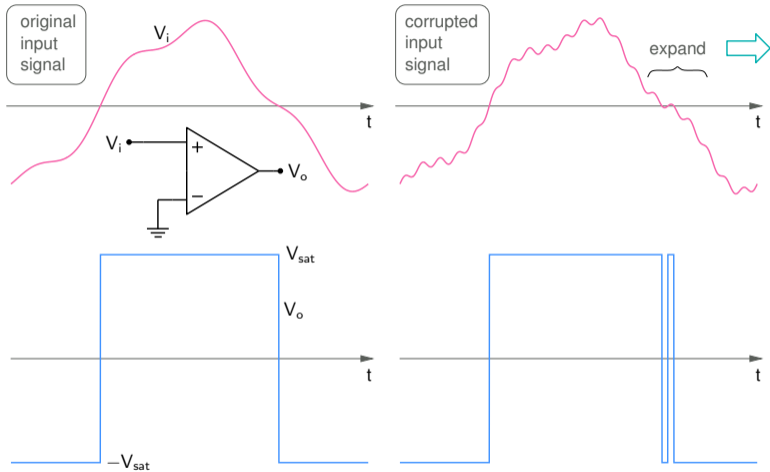 original
input
signal
Vi
t
Vi
+
−
Vo
corrupted
input
signal
expand
t
Vsat
Vo
t
−Vsat
t